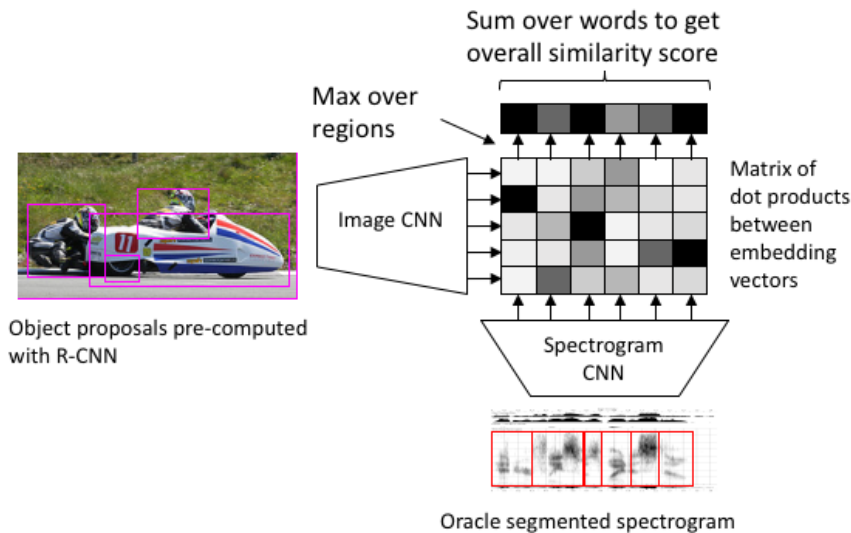 Sum over words to get
overall similarity score
Max over
regions
Image CNN
Matrix of
dot products
between
embedding
vectors
11
Object proposals pre-computed
with R-CNN
Spectrogram
CNN
Oracle segmented spectrogram